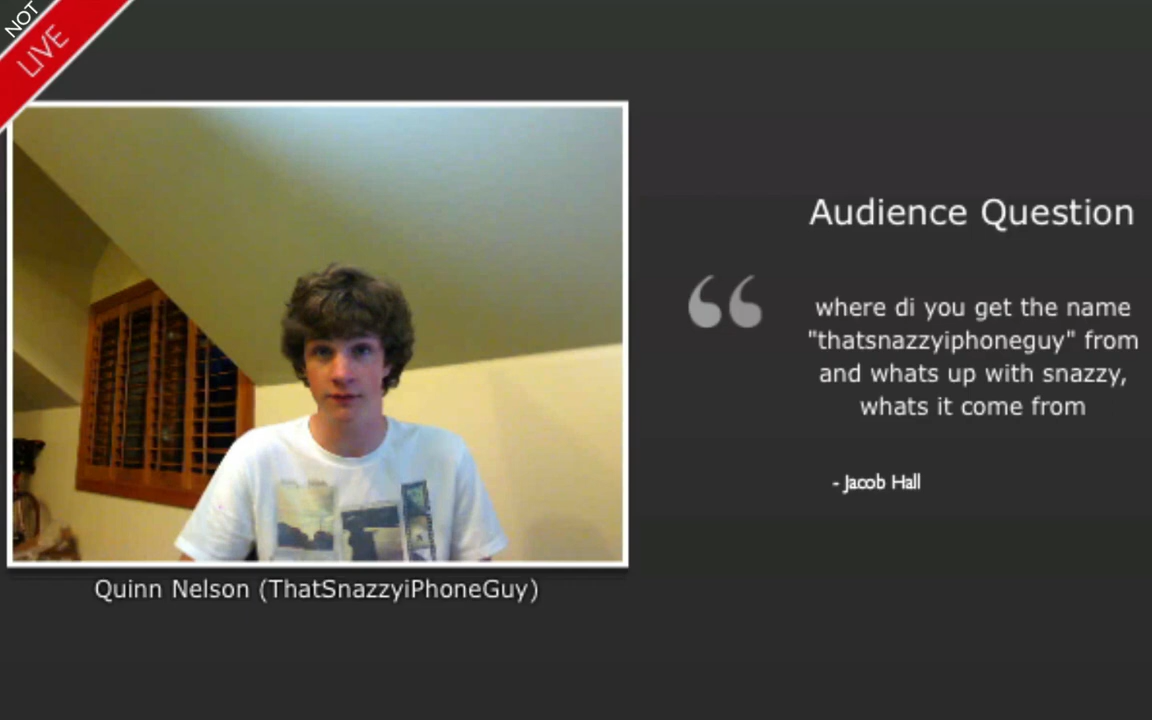 NOT
LIVE
Audience Question
“
where di you get the name
"thatsnazzyiphoneguy" from
and whats up with snazzy,
whats it come from
- Jacob Hall
Quinn Nelson (ThatSnazzyiPhoneGuy)